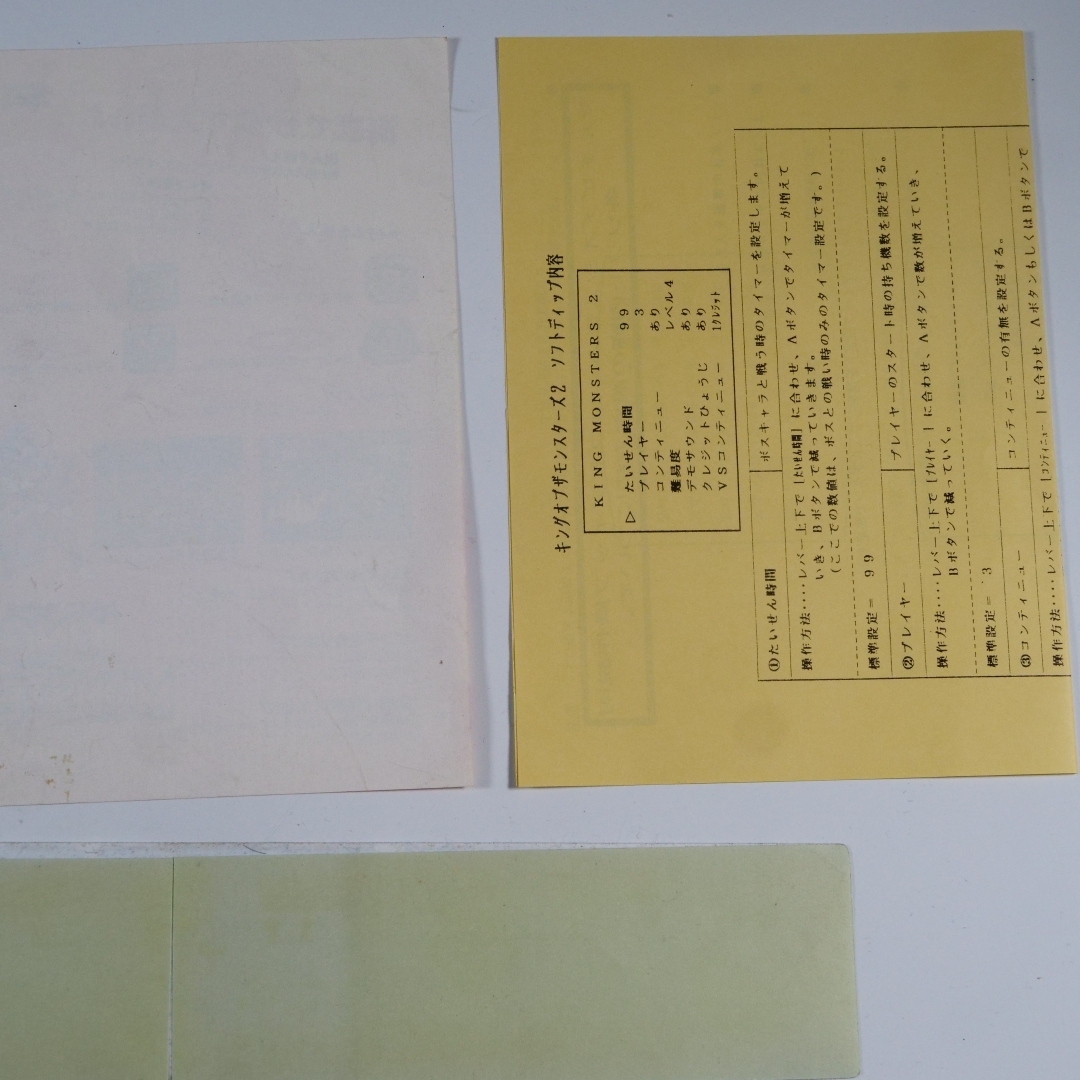 キングオブザモンスターズ2 ソフトディップ内容
KING MONSTERS 2
▷ たいせん時間 99
プレイヤー 3
コンティニュー あり
難易度 レベル4
デモサウンド あり
クレジットひょうじ あり
VSコンティニュー 1クレジット
①たいせん時間 ボスキャラと戦う時のタイマーを設定します。
操作方法‥‥レバー上下で[たいせん時間]に合わせ、Aボタンでタイマーが増えて
いき、Bボタンで減っていきます。
(ここでの数値は、ボスとの戦い時のみのタイマー設定です。)
標準設定= 99
②プレイヤー プレイヤーのスタート時の持ち機数を設定する。
操作方法‥‥レバー上下で[プレイヤー]に合わせ、Aボタンで数が増えていき、
Bボタンで減っていく。
標準設定= 3
③コンティニュー コンティニューの有無を設定する。
操作方法‥‥レバー上下で[コンティニュー]に合わせ、AボタンもしくはBボタンで